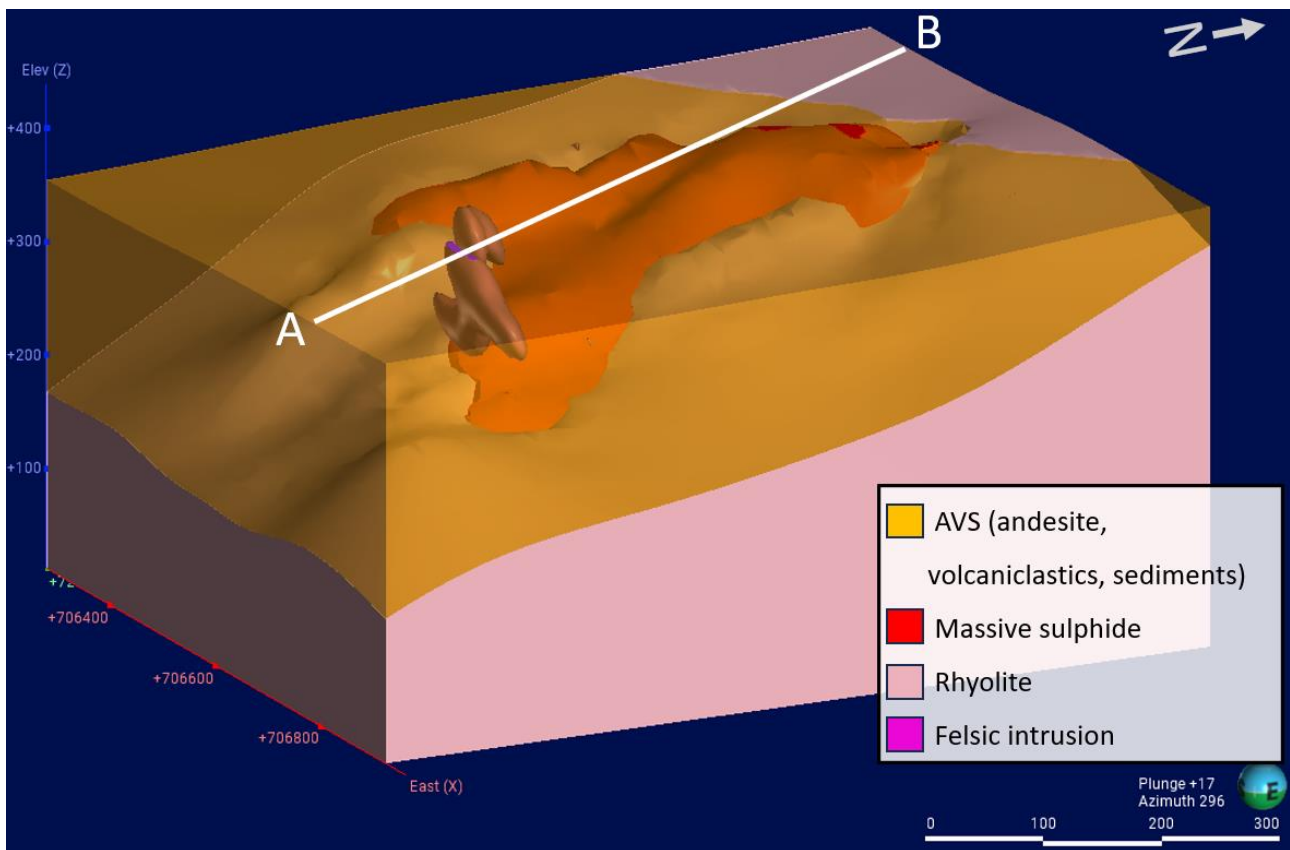 N
B
Elev (Z)
+400
A
+300
+200
+100
+72
+706400
+706600
+706800
East (X)
AVS (andesite,
volcaniclastics, sediments)
Massive sulphide
Rhyolite
Felsic intrusion
Plunge +17
Azimuth 296
E
0 100 200 300